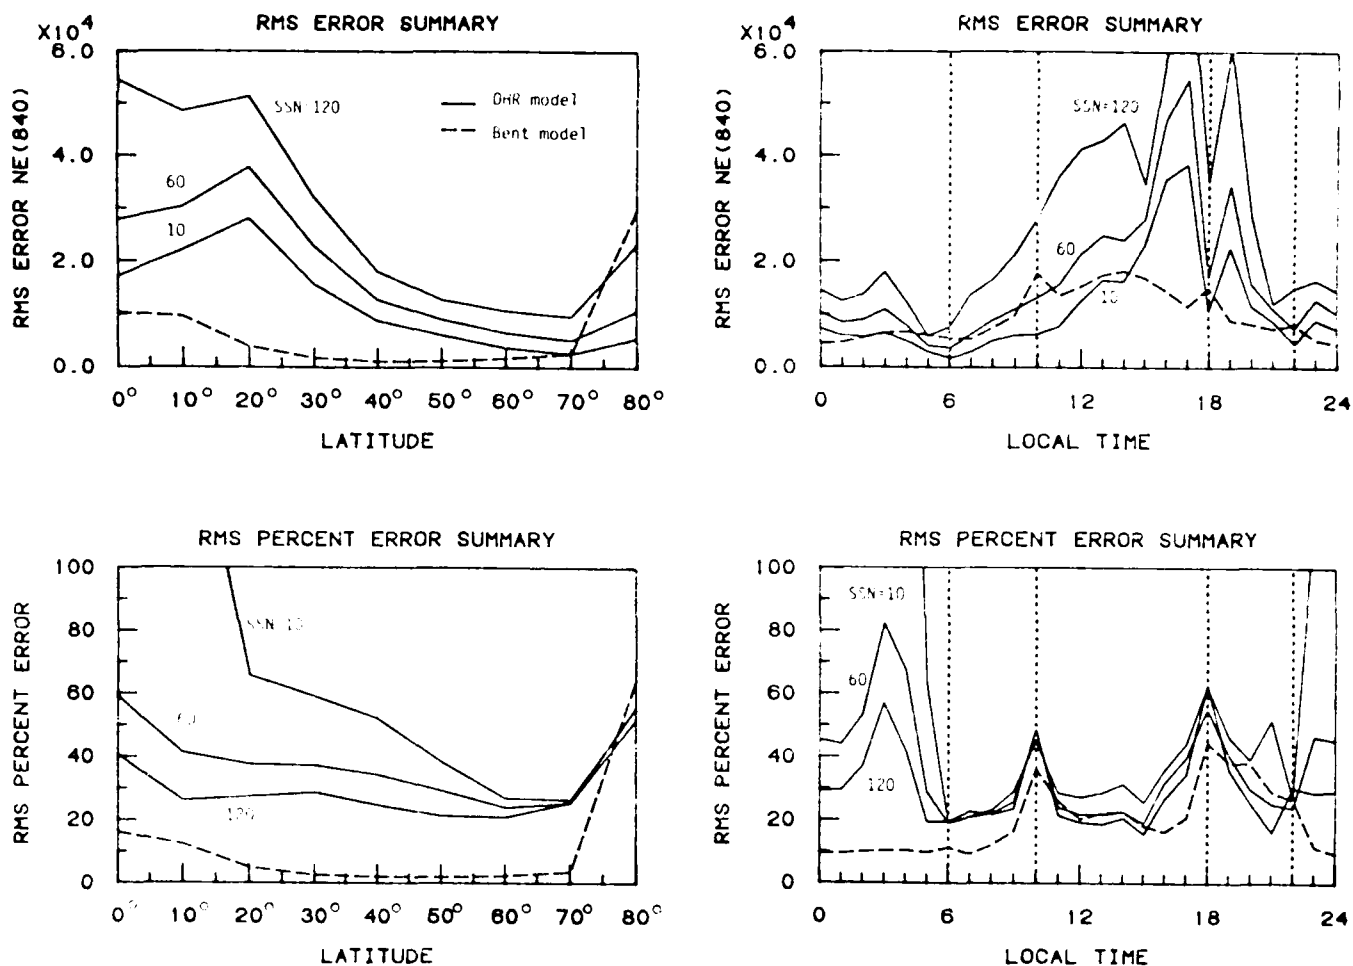 RMS ERROR SUMMARY
X10⁴
6.0
4.0
2.0
0.0
RMS ERROR NE(840)
SSN=120
60
10
DHR model
Bent model
0° 10° 20° 30° 40° 50° 60° 70° 80°
LATITUDE
RMS ERROR SUMMARY
X10⁴
6.0
4.0
2.0
0.0
RMS ERROR NE(840)
SSN=120
60
10
0 6 12 18 24
LOCAL TIME
RMS PERCENT ERROR SUMMARY
100
80
60
40
20
0
RMS PERCENT ERROR
SSN=10
60
120
0° 10° 20° 30° 40° 50° 60° 70° 80°
LATITUDE
RMS PERCENT ERROR SUMMARY
100
80
60
40
20
0
RMS PERCENT ERROR
SSN=10
60
120
0 6 12 18 24
LOCAL TIME